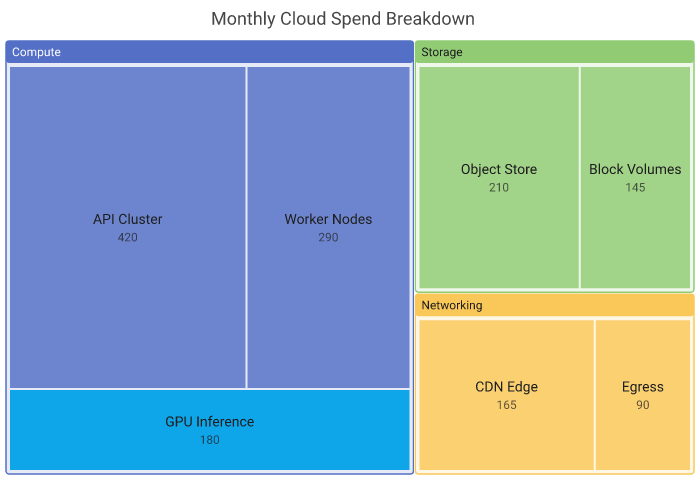 Monthly Cloud Spend Breakdown
Compute
API Cluster
420
Worker Nodes
290
GPU Inference
180
Storage
Object Store
210
Block Volumes
145
Networking
CDN Edge
165
Egress
90